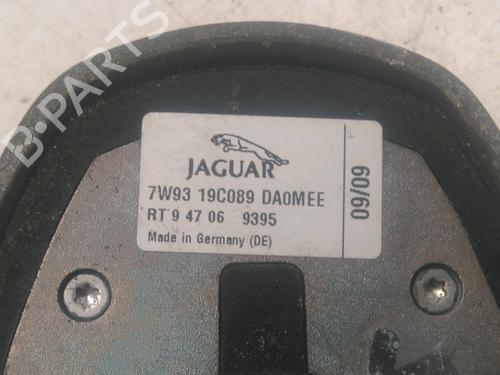 B-PARTS
JAGUAR
7W93 19C089 DA0MEE
RT 9 47 06 9395
Made in Germany (DE)
09/09